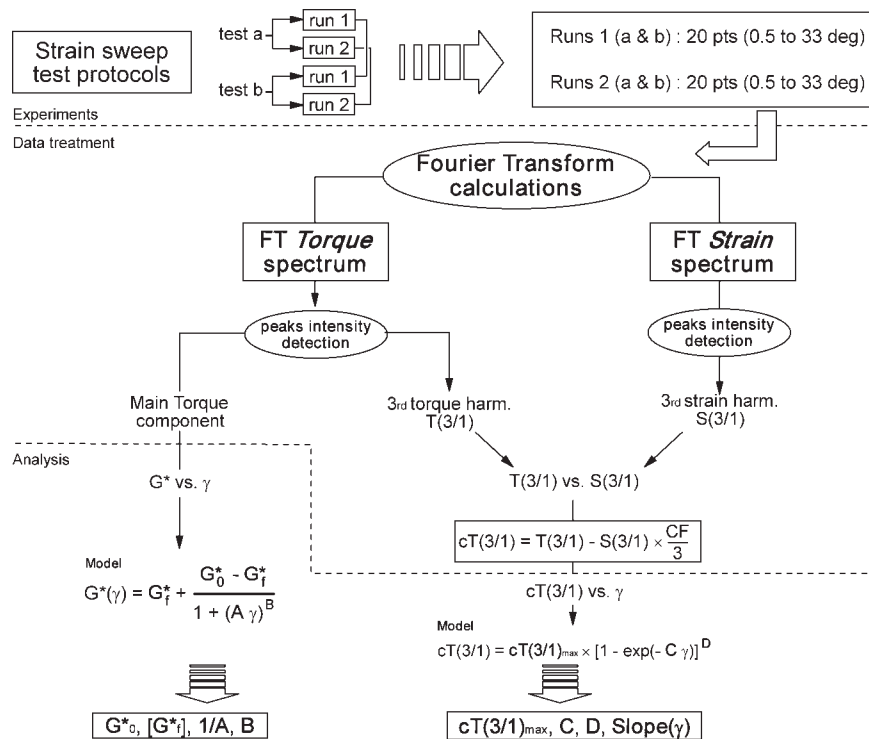 Strain sweep
test protocols
test a
run 1
run 2
test b
run 1
run 2
Runs 1 (a & b) : 20 pts (0.5 to 33 deg)
Runs 2 (a & b) : 20 pts (0.5 to 33 deg)
Experiments
Data treatment
Fourier Transform
calculations
FT Torque
spectrum
FT Strain
spectrum
peaks intensity
detection
peaks intensity
detection
Main Torque
component
3rd torque harm.
T(3/1)
3rd strain harm.
S(3/1)
Analysis
G* vs. γ
T(3/1) vs. S(3/1)
cT(3/1) = T(3/1) - S(3/1) × CF/3
Model
G*(γ) = G*f + (G*0 - G*f)/(1 + (A γ)^B)
cT(3/1) vs. γ
Model
cT(3/1) = cT(3/1)max × [1 - exp(- C γ)]^D
G*0, [G*f], 1/A, B
cT(3/1)max, C, D, Slope(γ)